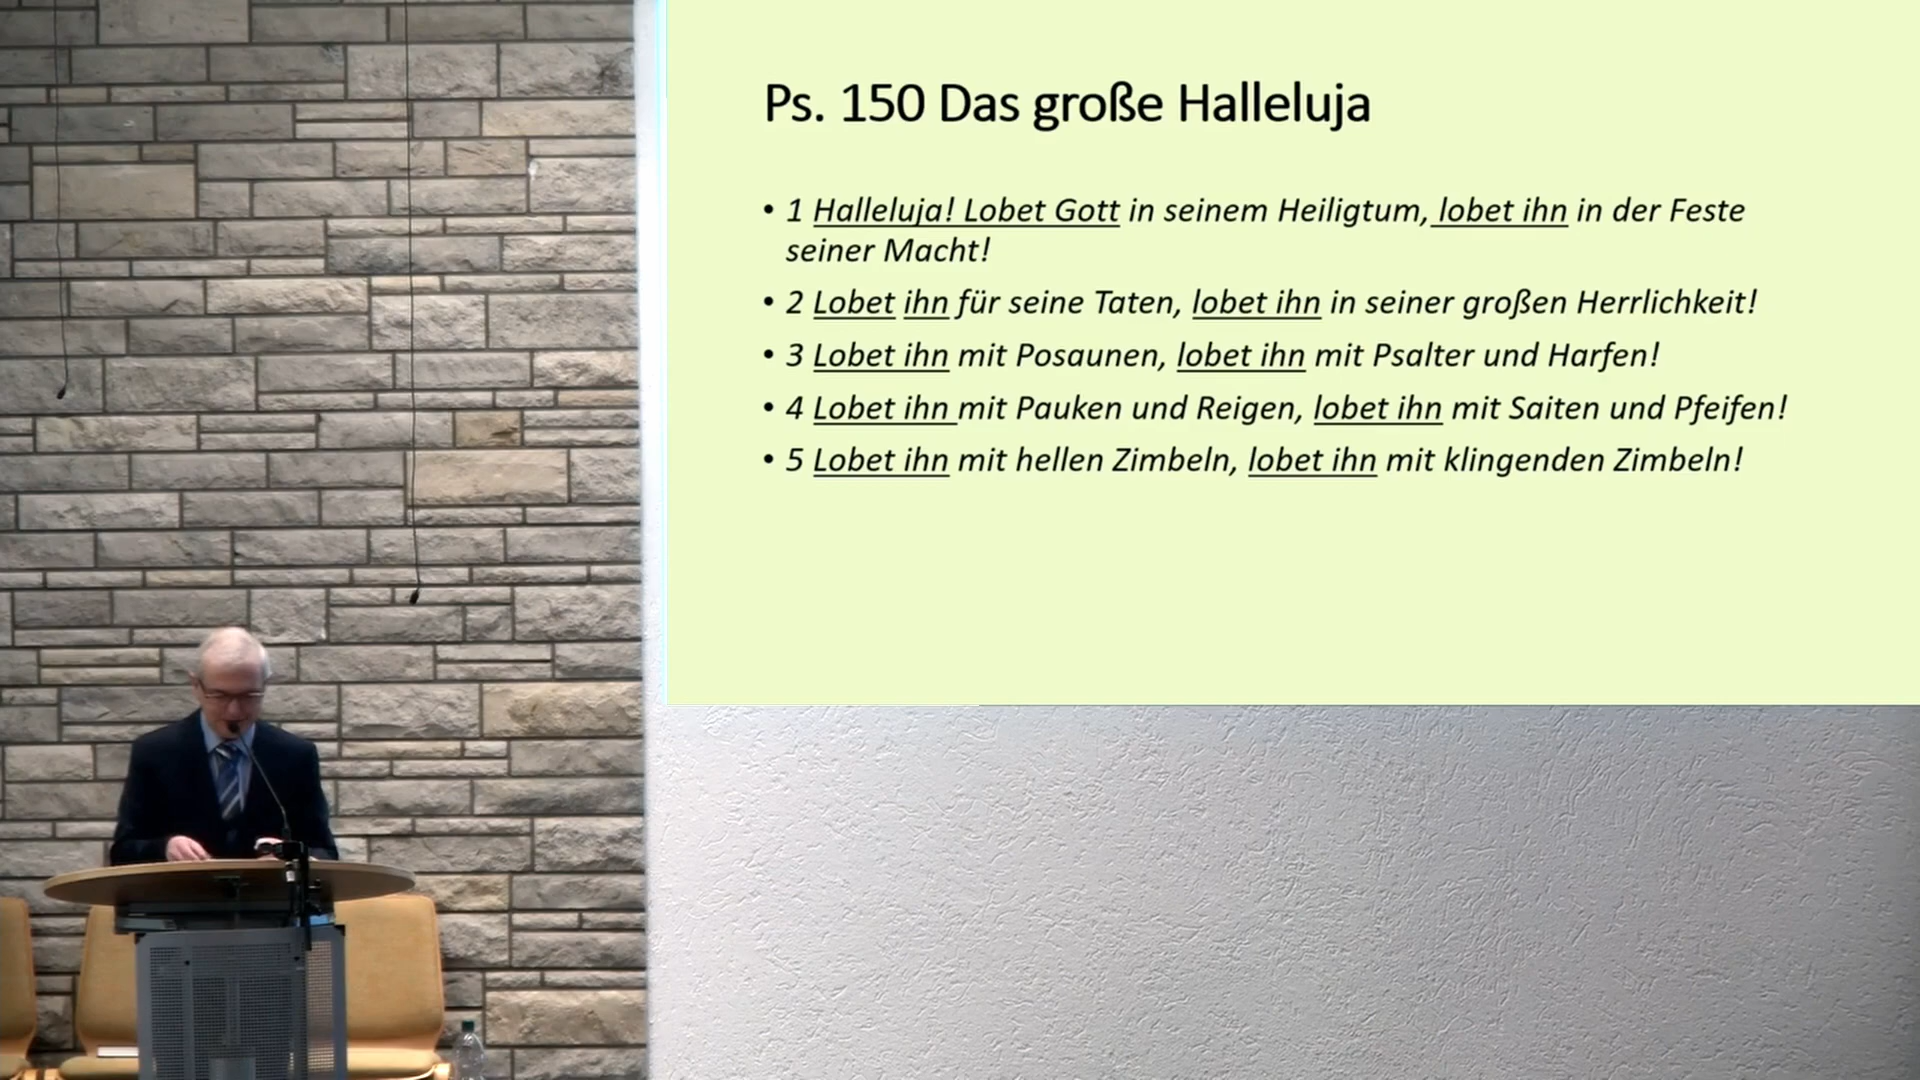 Ps. 150 Das große Halleluja
• 1 Halleluja! Lobet Gott in seinem Heiligtum, lobet ihn in der Feste
seiner Macht!
• 2 Lobet ihn für seine Taten, lobet ihn in seiner großen Herrlichkeit!
• 3 Lobet ihn mit Posaunen, lobet ihn mit Psalter und Harfen!
• 4 Lobet ihn mit Pauken und Reigen, lobet ihn mit Saiten und Pfeifen!
• 5 Lobet ihn mit hellen Zimbeln, lobet ihn mit klingenden Zimbeln!